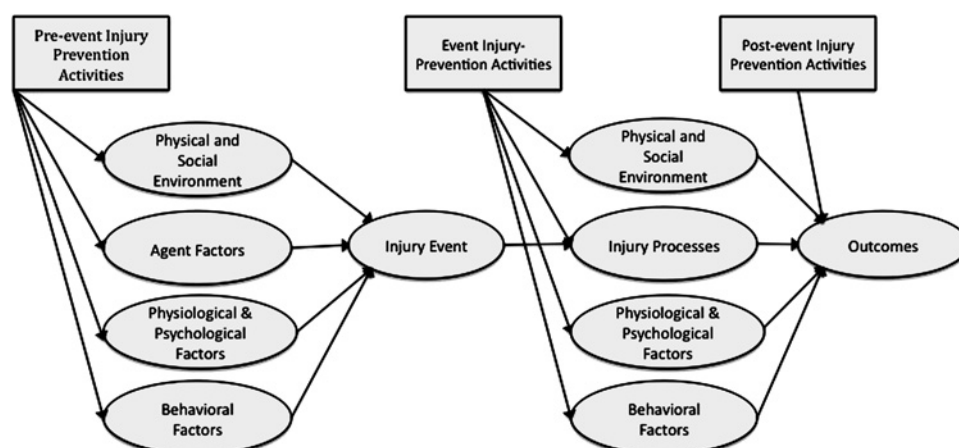 Pre-event Injury
Prevention
Activities
Event Injury-
Prevention Activities
Post-event Injury
Prevention Activities
Physical and
Social
Environment
Agent Factors
Physiological &
Psychological
Factors
Behavioral
Factors
Injury Event
Physical and
Social
Environment
Injury Processes
Physiological &
Psychological
Factors
Behavioral
Factors
Outcomes